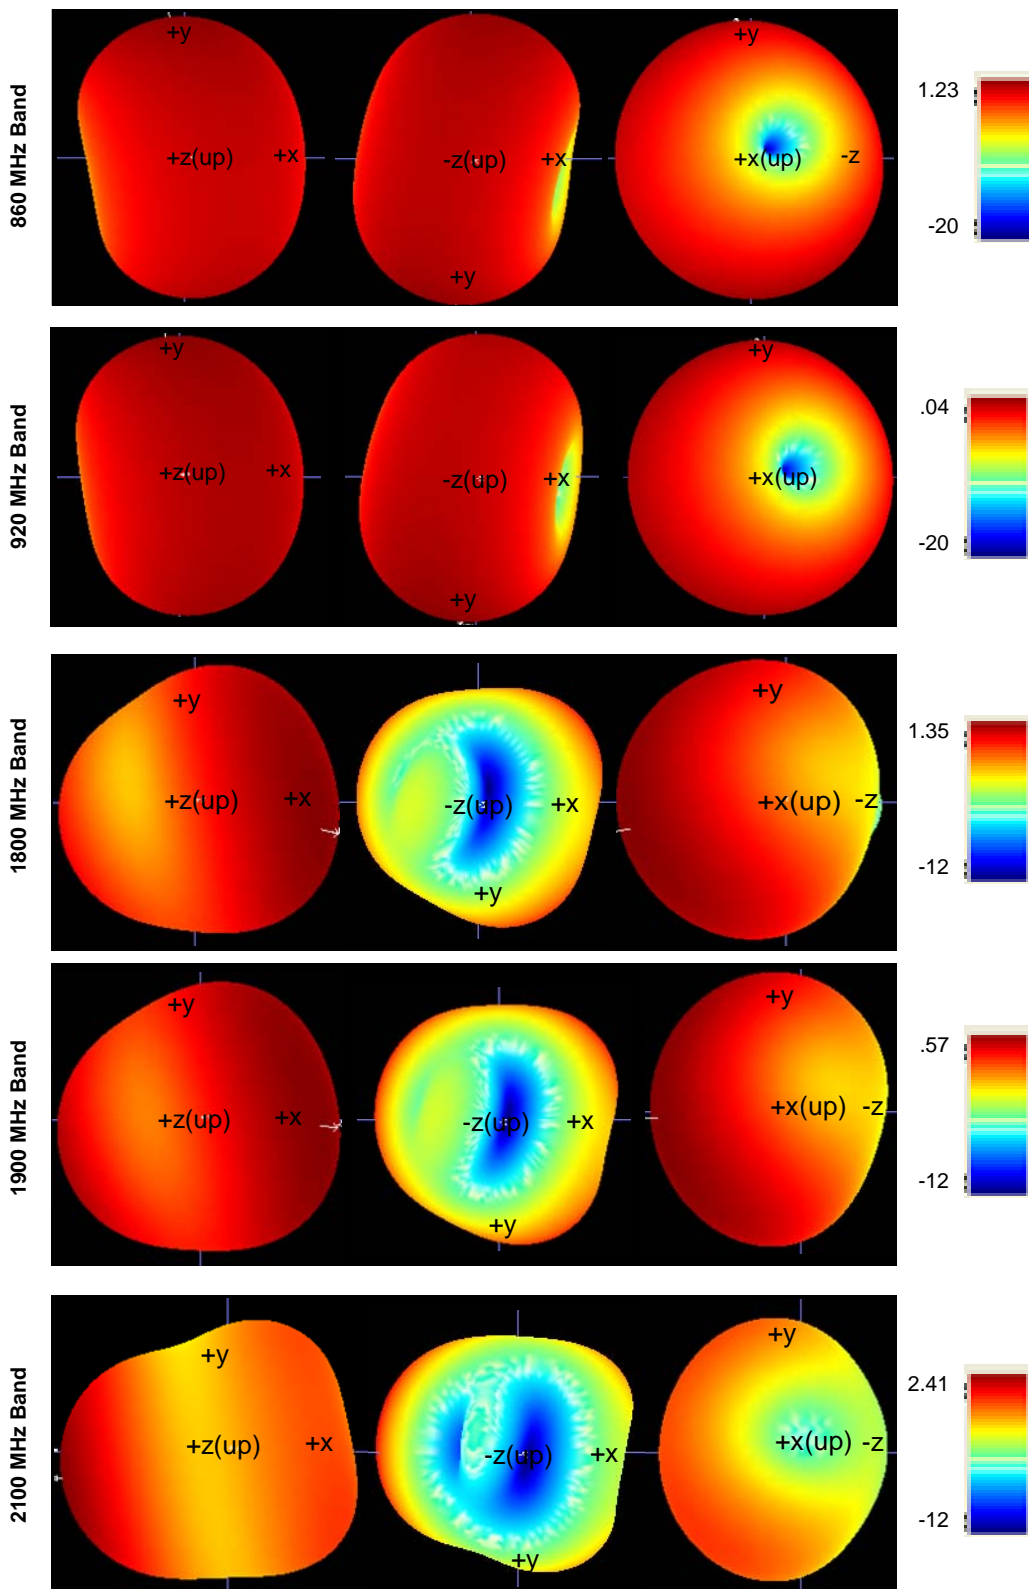 860 MHz Band
+y
+z(up)
+x
-z(up)
+x
+y
+y
+x(up)
-z
1.23
-20
920 MHz Band
+y
+z(up)
+x
-z(up)
+x
+y
+y
+x(up)
.04
-20
1800 MHz Band
+y
+z(up)
+x
-z(up)
+x
+y
+y
+x(up)
-z
1.35
-12
1900 MHz Band
+y
+z(up)
+x
-z(up)
+x
+y
+y
+x(up)
-z
.57
-12
2100 MHz Band
+y
+z(up)
+x
-z(up)
+x
+y
+y
+x(up)
-z
2.41
-12